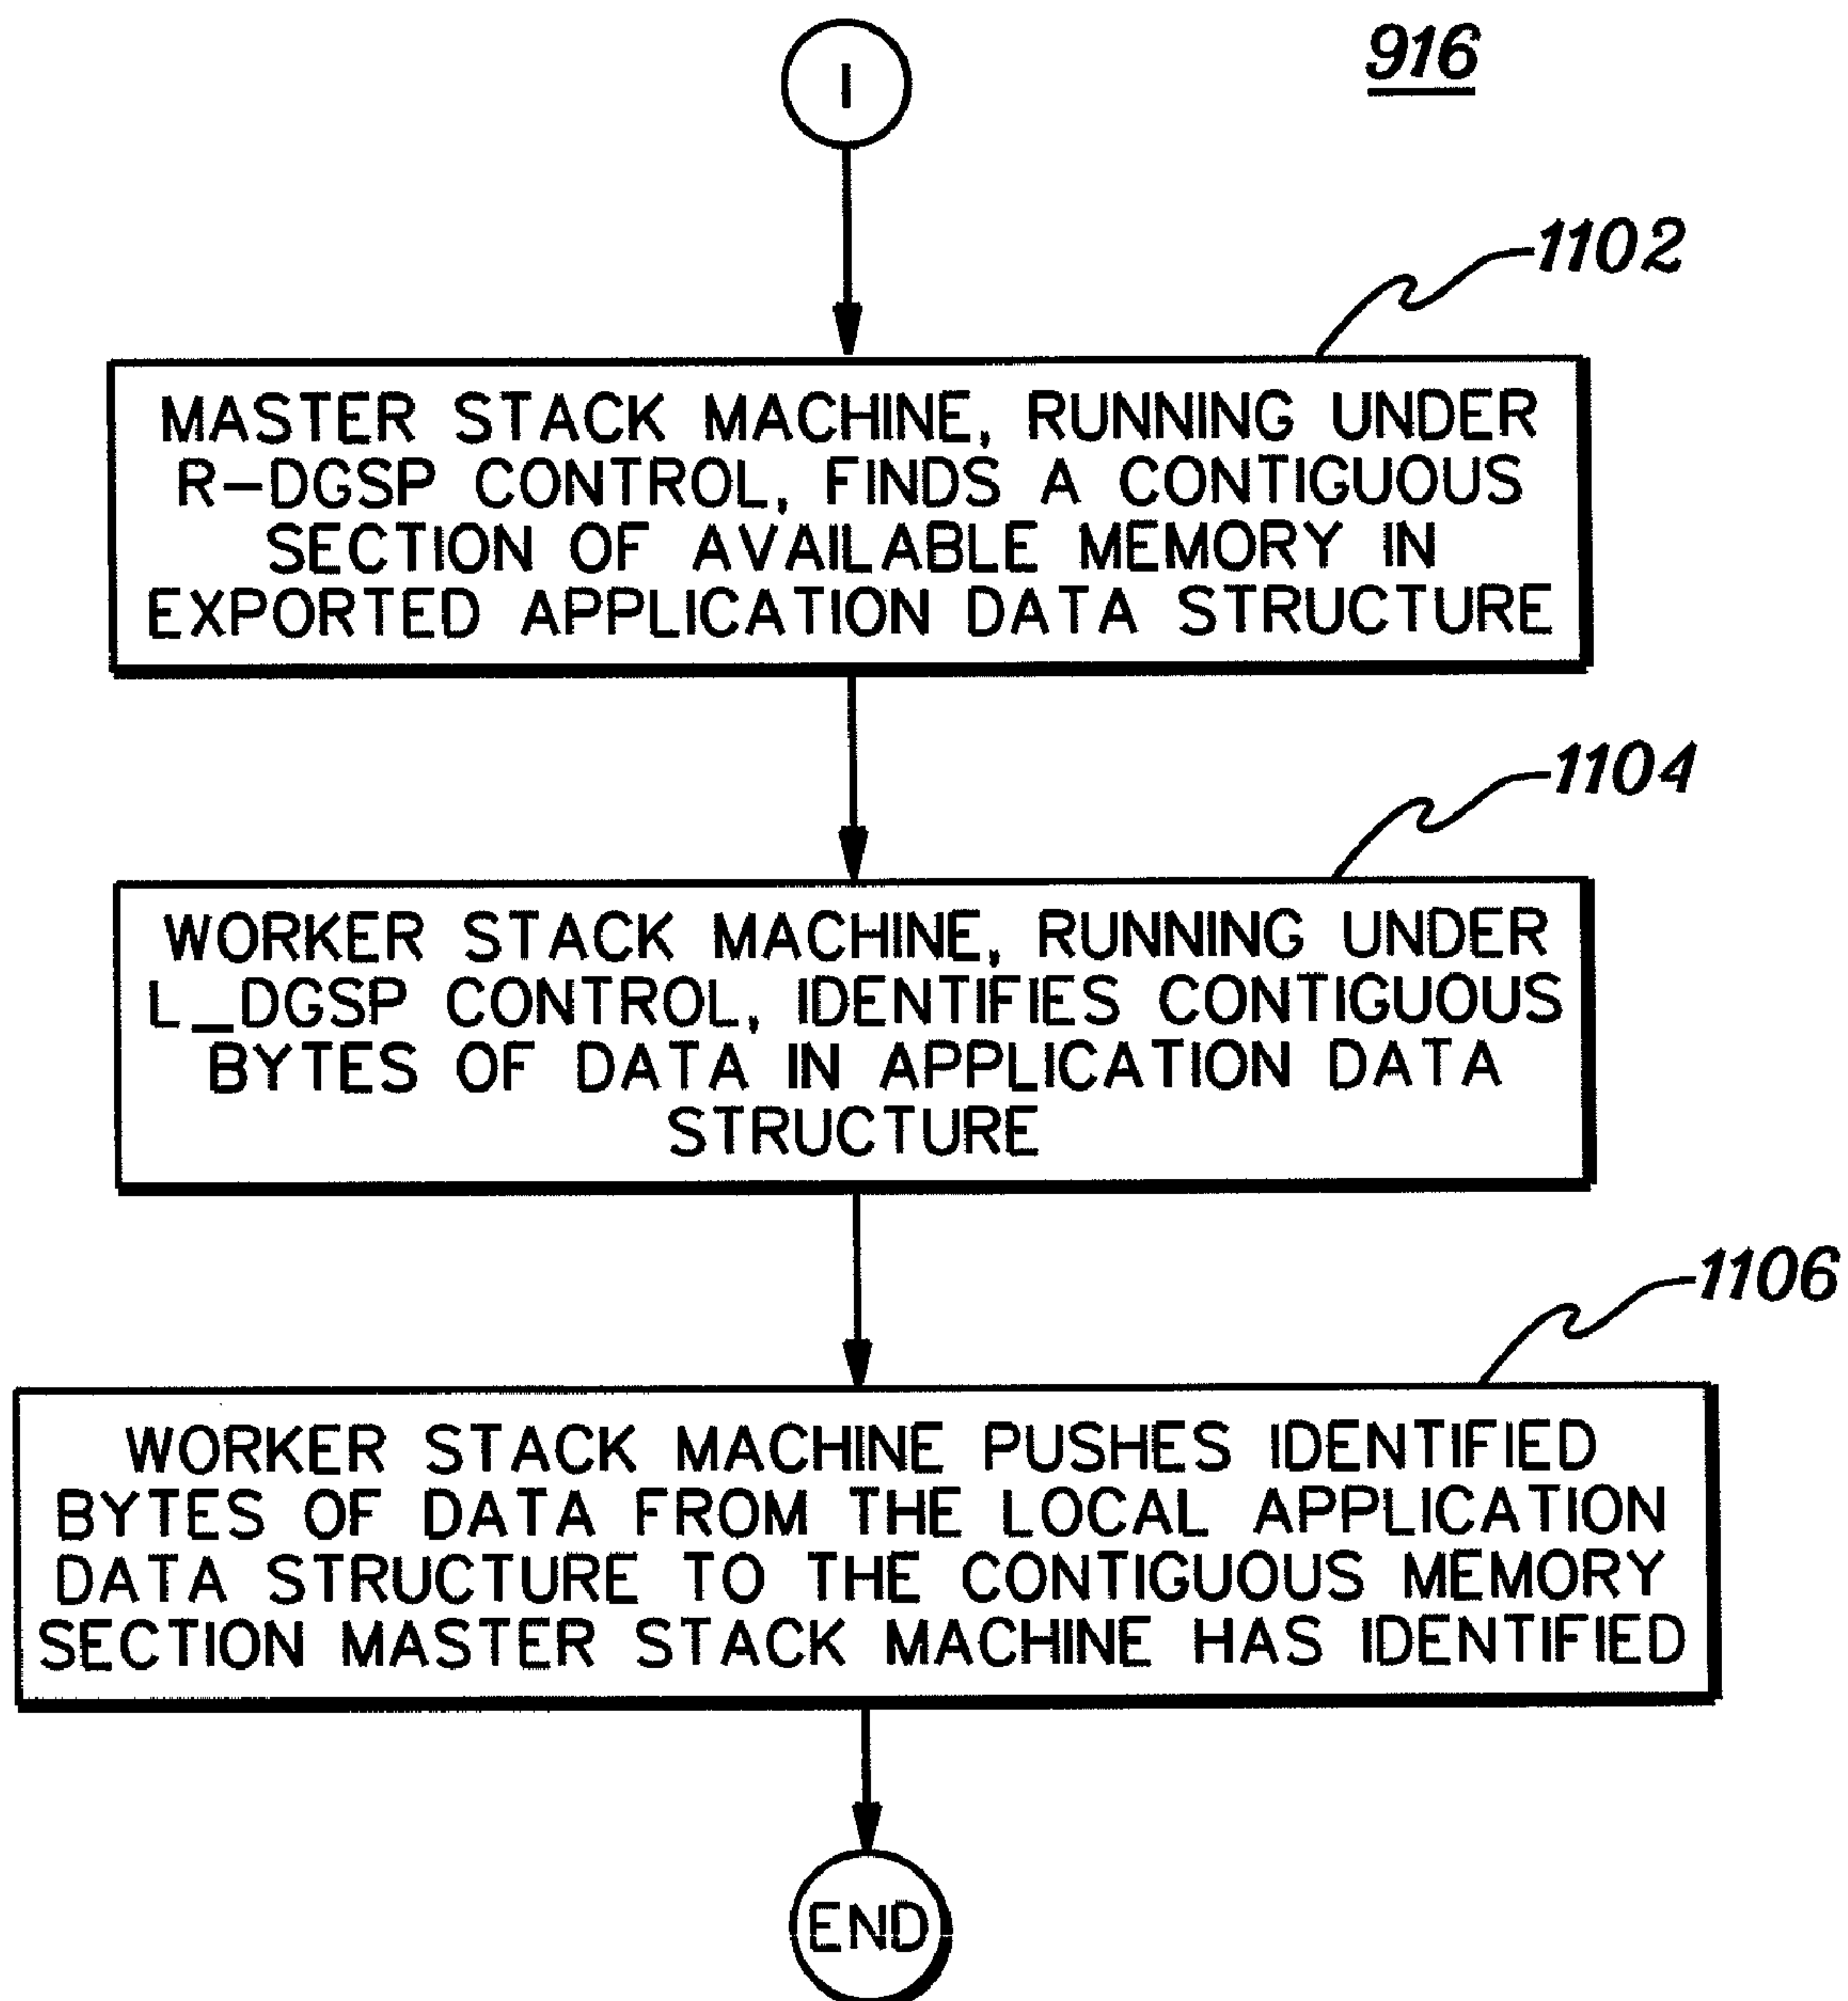 916
I
1102
MASTER STACK MACHINE, RUNNING UNDER
R-DGSP CONTROL, FINDS A CONTIGUOUS
SECTION OF AVAILABLE MEMORY IN
EXPORTED APPLICATION DATA STRUCTURE
1104
WORKER STACK MACHINE, RUNNING UNDER
L_DGSP CONTROL, IDENTIFIES CONTIGUOUS
BYTES OF DATA IN APPLICATION DATA
STRUCTURE
1106
WORKER STACK MACHINE PUSHES IDENTIFIED
BYTES OF DATA FROM THE LOCAL APPLICATION
DATA STRUCTURE TO THE CONTIGUOUS MEMORY
SECTION MASTER STACK MACHINE HAS IDENTIFIED
END